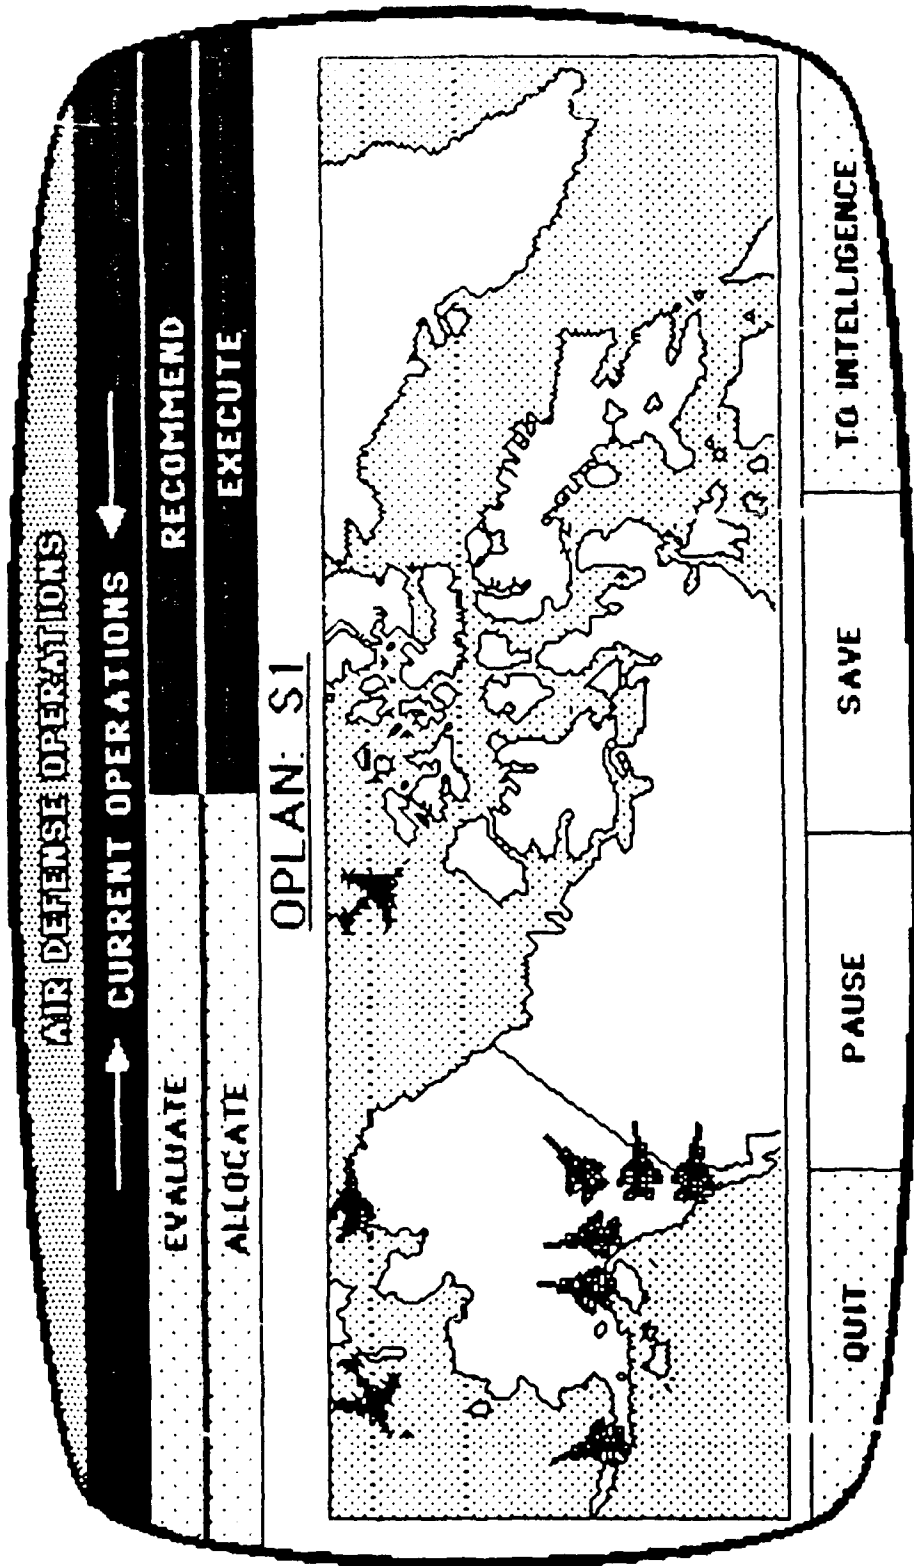 AIR DEFENSE OPERATIONS
CURRENT OPERATIONS
EVALUATE RECOMMEND
ALLOCATE EXECUTE
OPLAN: S1
QUIT PAUSE SAVE TO INTELLIGENCE